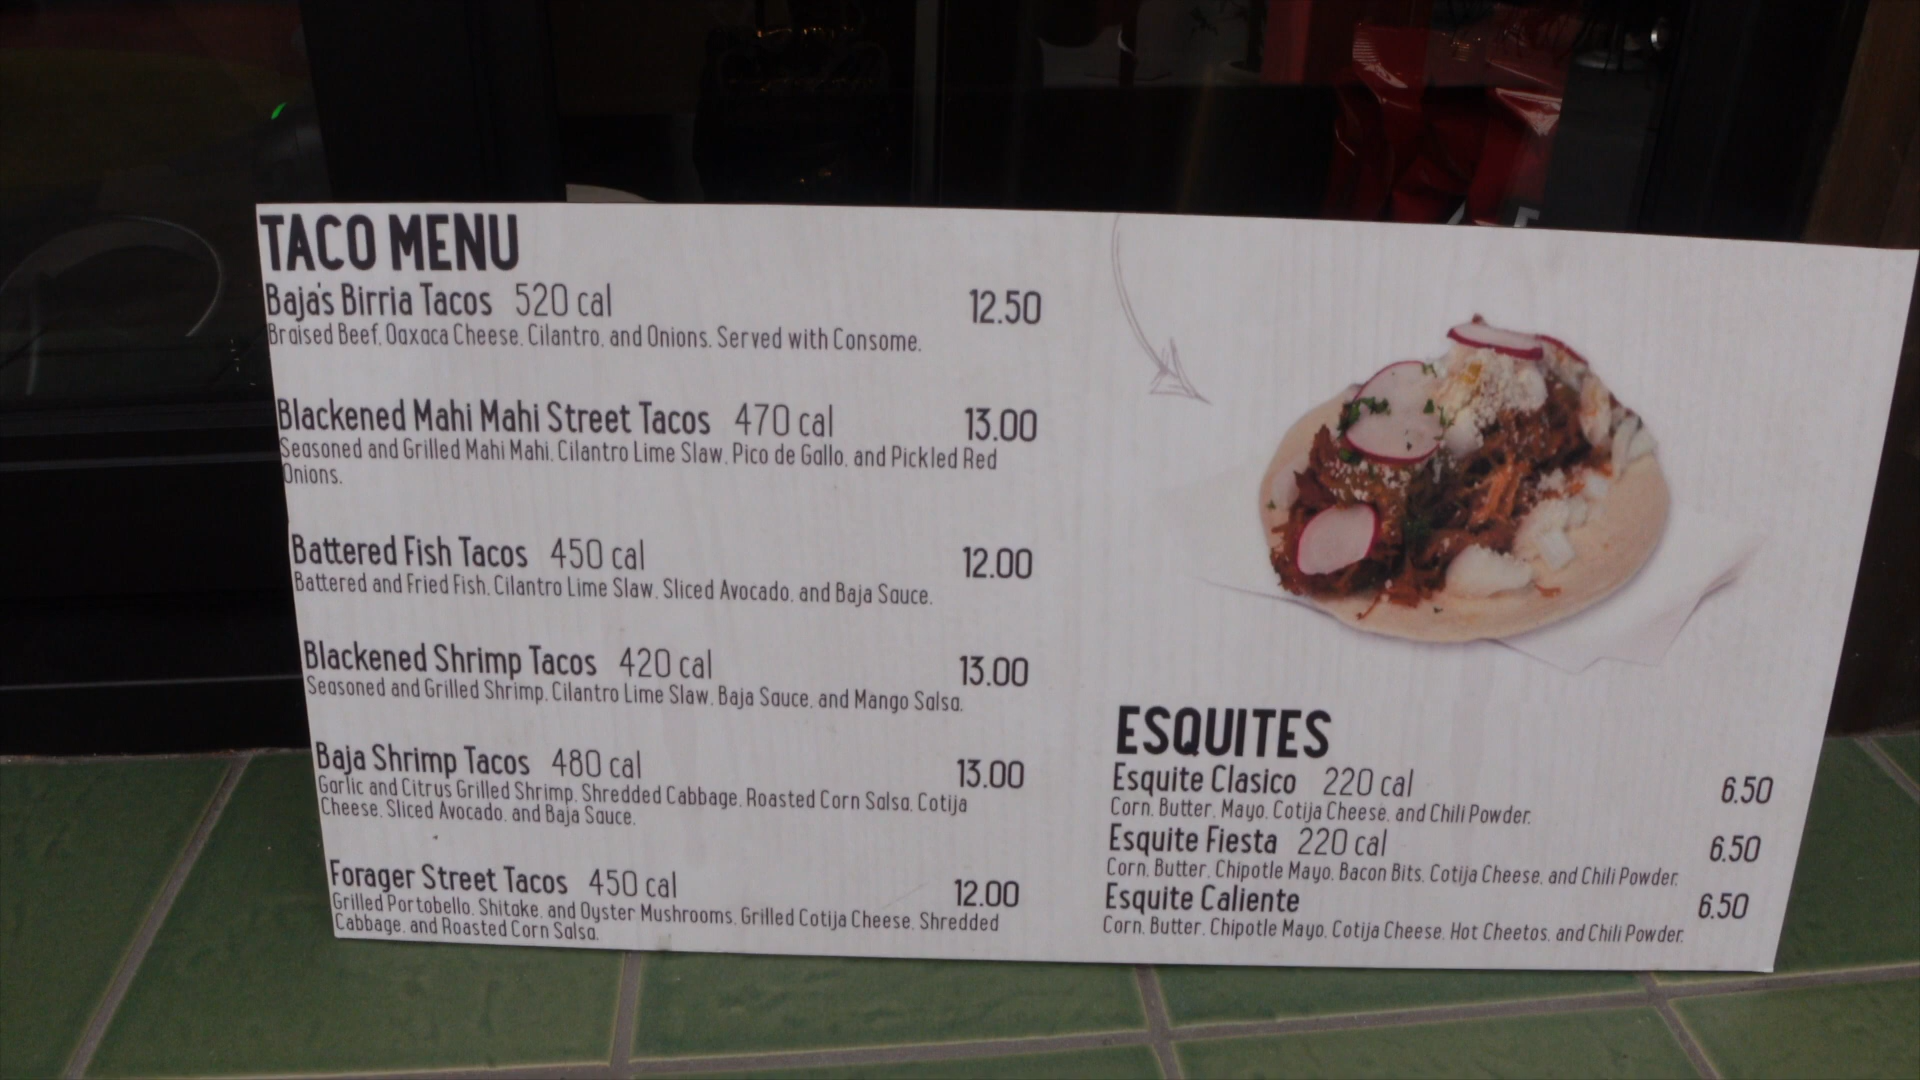 TACO MENU
Baja's Birria Tacos 520 cal 12.50
Braised Beef, Oaxaca Cheese, Cilantro, and Onions. Served with Consome.
Blackened Mahi Mahi Street Tacos 470 cal 13.00
Seasoned and Grilled Mahi Mahi, Cilantro Lime Slaw, Pico de Gallo, and Pickled Red
Onions.
Battered Fish Tacos 450 cal 12.00
Battered and Fried Fish, Cilantro Lime Slaw, Sliced Avocado, and Baja Sauce.
Blackened Shrimp Tacos 420 cal 13.00
Seasoned and Grilled Shrimp, Cilantro Lime Slaw, Baja Sauce, and Mango Salsa.
Baja Shrimp Tacos 480 cal 13.00
Garlic and Citrus Grilled Shrimp, Shredded Cabbage, Roasted Corn Salsa, Cotija
Cheese, Sliced Avocado, and Baja Sauce.
Forager Street Tacos 450 cal 12.00
Grilled Portobello, Shitake, and Oyster Mushrooms, Grilled Cotija Cheese, Shredded
Cabbage, and Roasted Corn Salsa.
ESQUITES
Esquite Clasico 220 cal 6.50
Corn, Butter, Mayo, Cotija Cheese, and Chili Powder.
Esquite Fiesta 220 cal 6.50
Corn, Butter, Chipotle Mayo, Bacon Bits, Cotija Cheese, and Chili Powder.
Esquite Caliente 6.50
Corn, Butter, Chipotle Mayo, Cotija Cheese, Hot Cheetos, and Chili Powder.